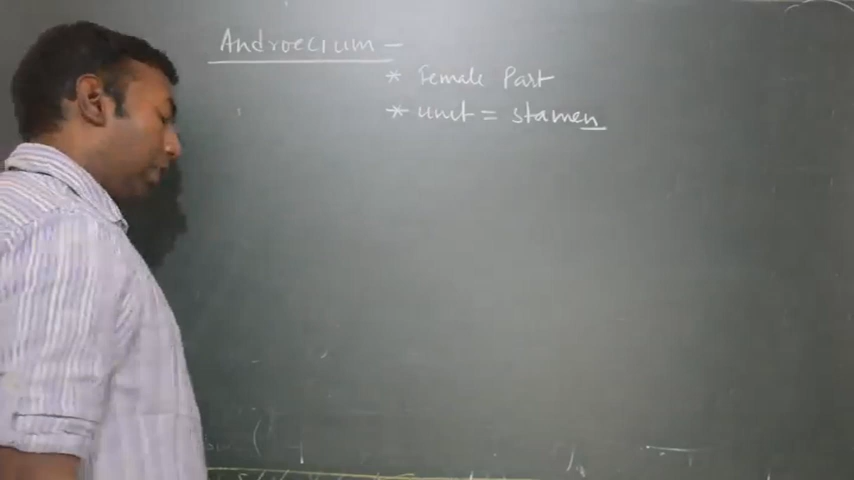 Androecium -
* Female Part
* unit = stamen